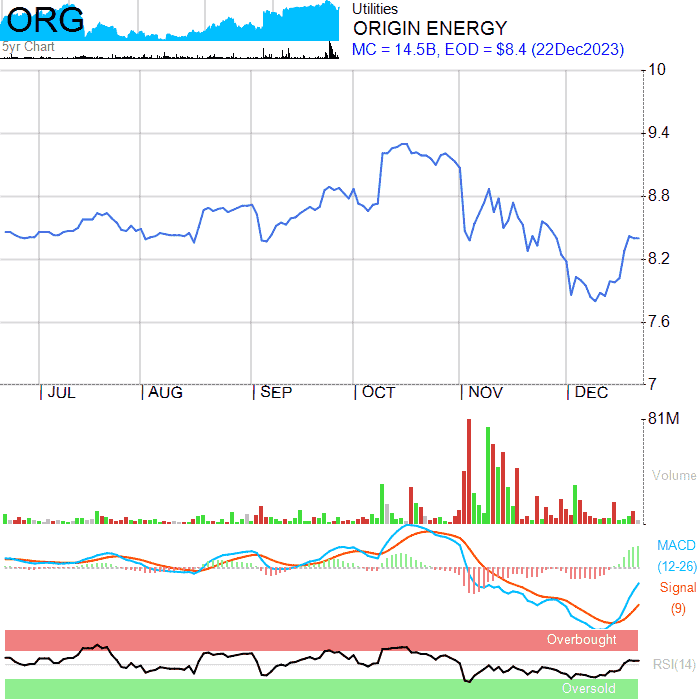 ORG
5yr Chart
Utilities
ORIGIN ENERGY
MC = 14.5B, EOD = $8.4 (22Dec2023)
10
9.4
8.8
8.2
7.6
7
JUL
AUG
SEP
OCT
NOV
DEC
81M
Volume
MACD
(12-26)
Signal
(9)
Overbought
RSI(14)
Oversold